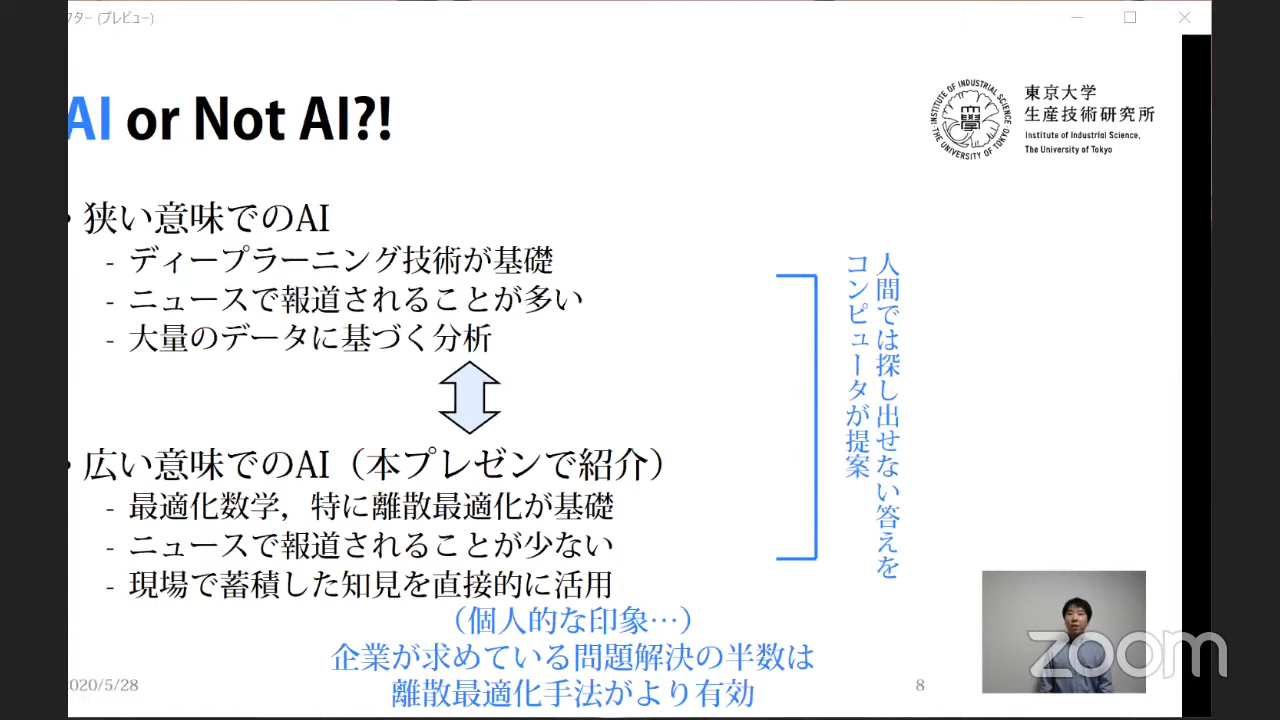 クター (プレビュー)
AI or Not AI?!
INSTITUTE OF INDUSTRIAL SCIENCE
THE UNIVERSITY OF TOKYO
東京大学
生産技術研究所
Institute of Industrial Science,
The University of Tokyo
・狭い意味でのAI
- ディープラーニング技術が基礎
- ニュースで報道されることが多い
- 大量のデータに基づく分析
・広い意味でのAI（本プレゼンで紹介）
- 最適化数学，特に離散最適化が基礎
- ニュースで報道されることが少ない
- 現場で蓄積した知見を直接的に活用
人間では探し出せない答えを
コンピュータが提案
（個人的な印象…）
企業が求めている問題解決の半数は
離散最適化手法がより有効
2020/5/28
8
zoom